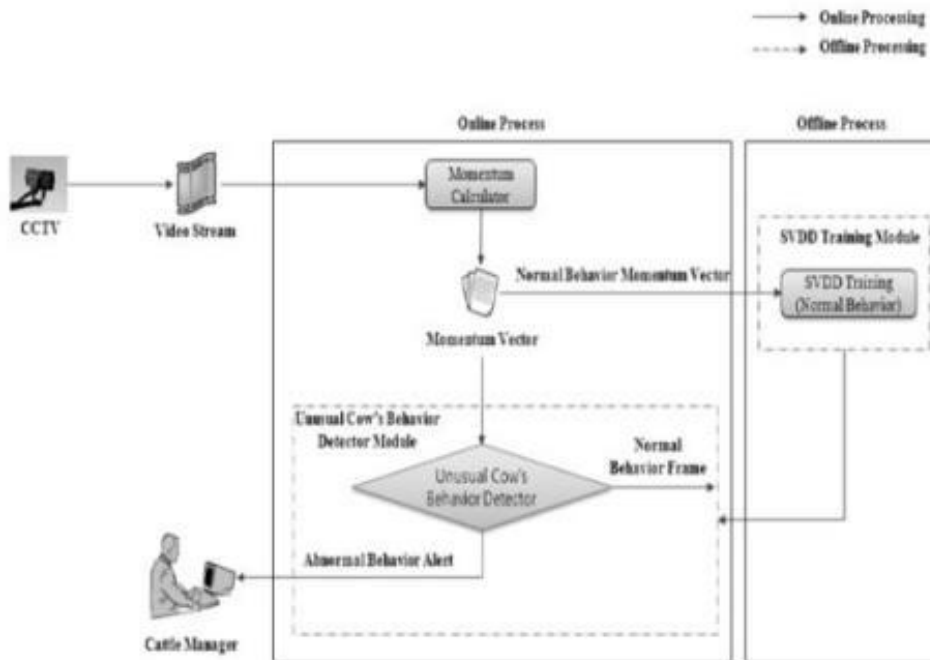 Online Processing
Offline Processing
Online Process
Offline Process
CCTV
Video Stream
Momentum
Calculator
SVDD Training Module
Normal Behavior Momentum Vector
SVDD Training
(Normal Behavior)
Momentum Vector
Unusual Cow's Behavior
Detector Module
Normal
Behavior Frame
Unusual Cow's
Behavior Detector
Abnormal Behavior Alert
Cattle Manager